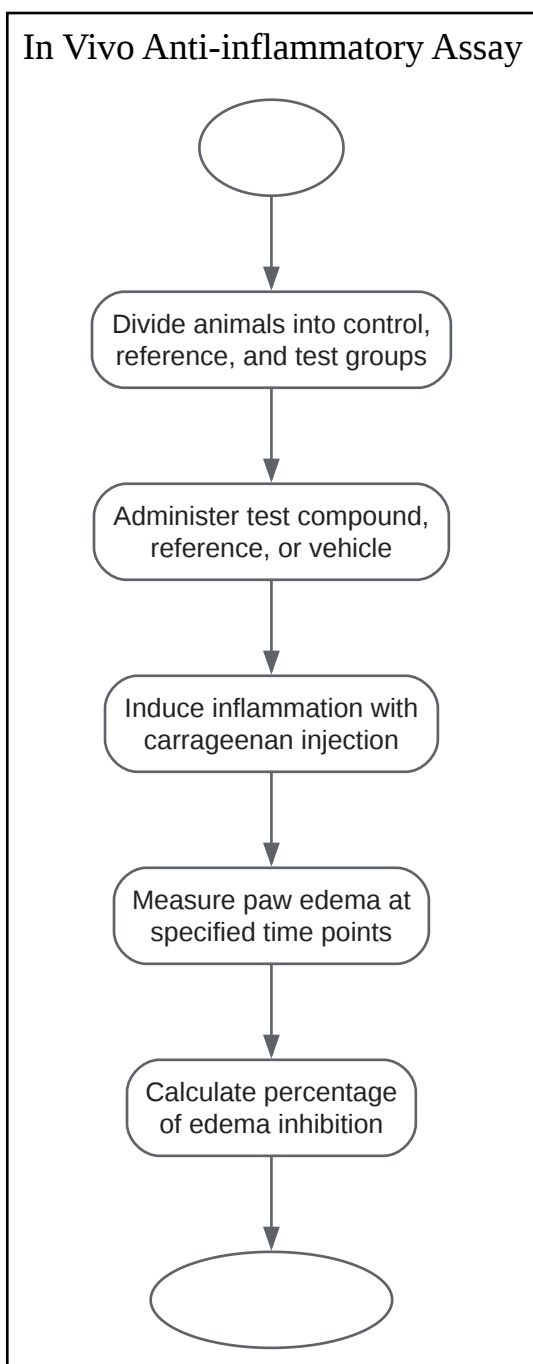 In Vivo Anti-inflammatory Assay
Divide animals into control,
reference, and test groups
Administer test compound,
reference, or vehicle
Induce inflammation with
carrageenan injection
Measure paw edema at
specified time points
Calculate percentage
of edema inhibition